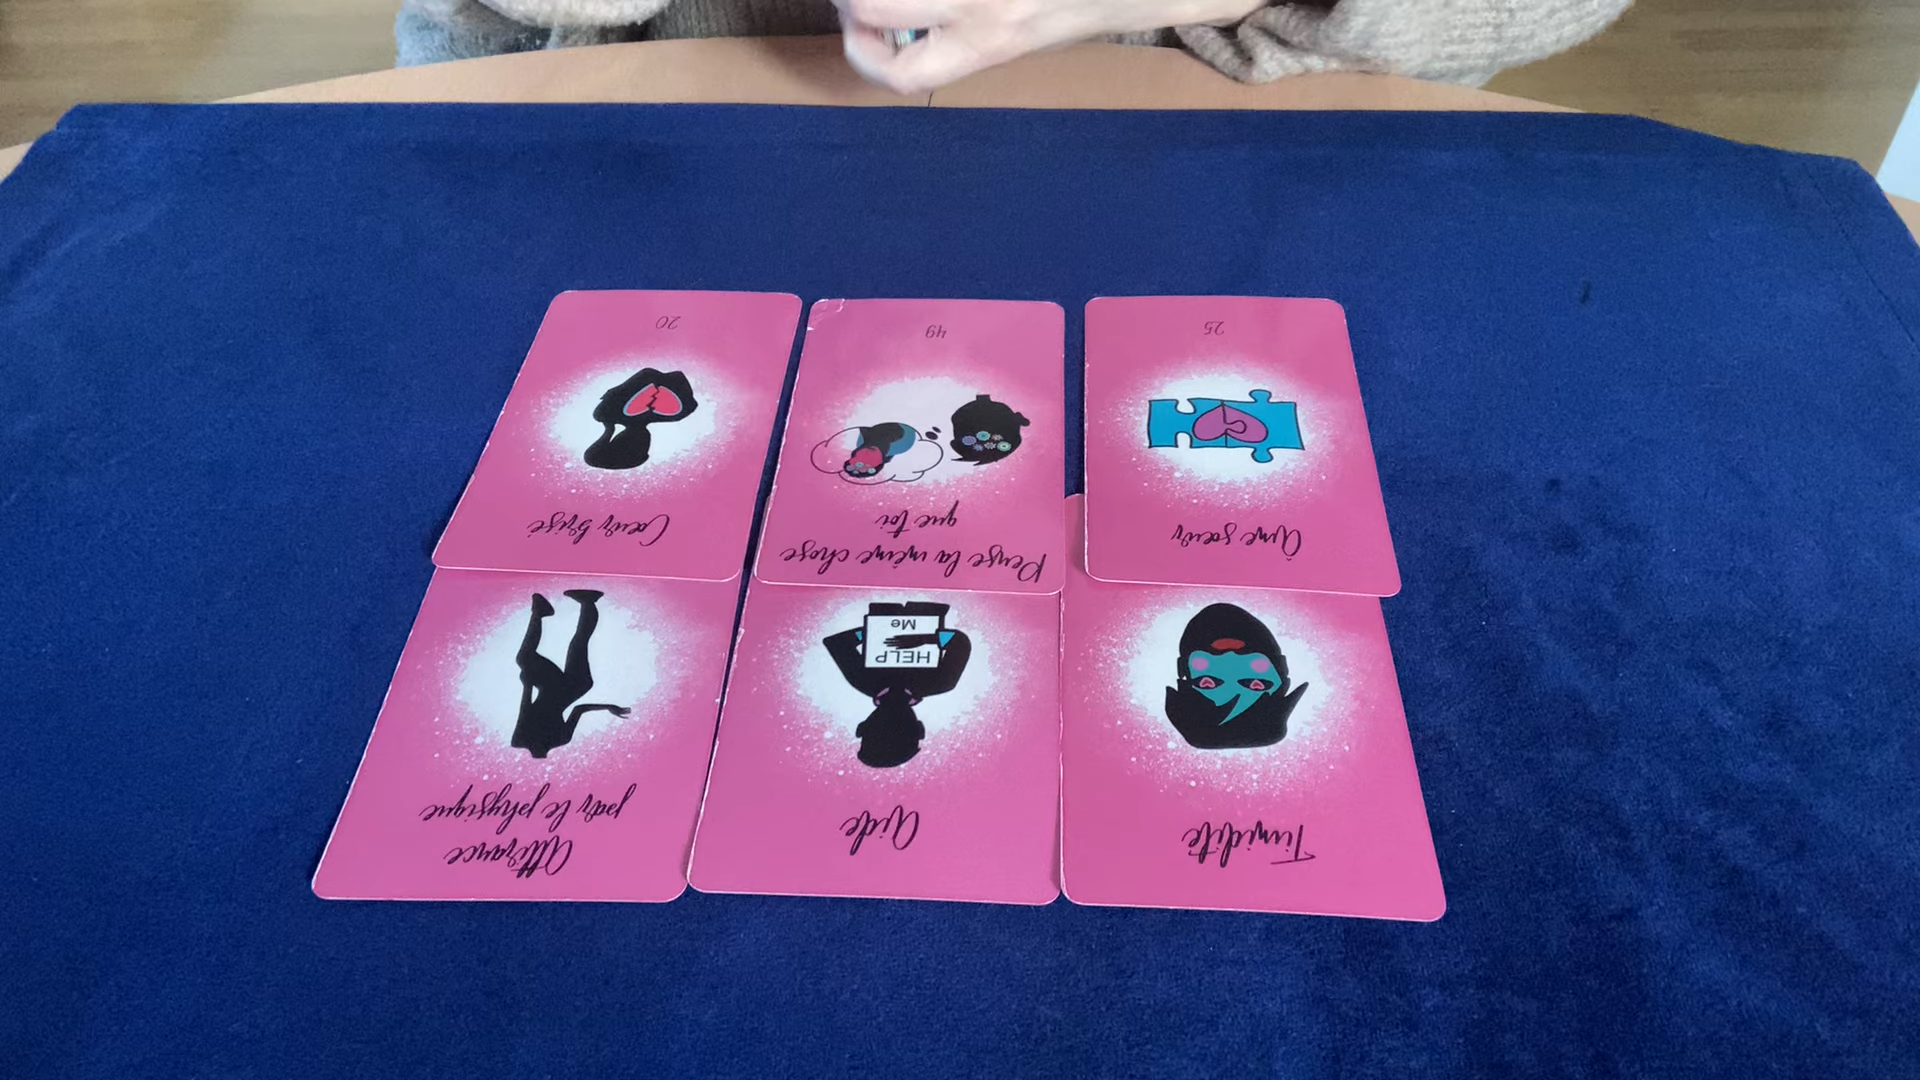 20
Cœur brisé
49
Pense la même chose
que toi
25
Âme sœur
Attirance
par le physique
HELP
Me
Aide
Timidité